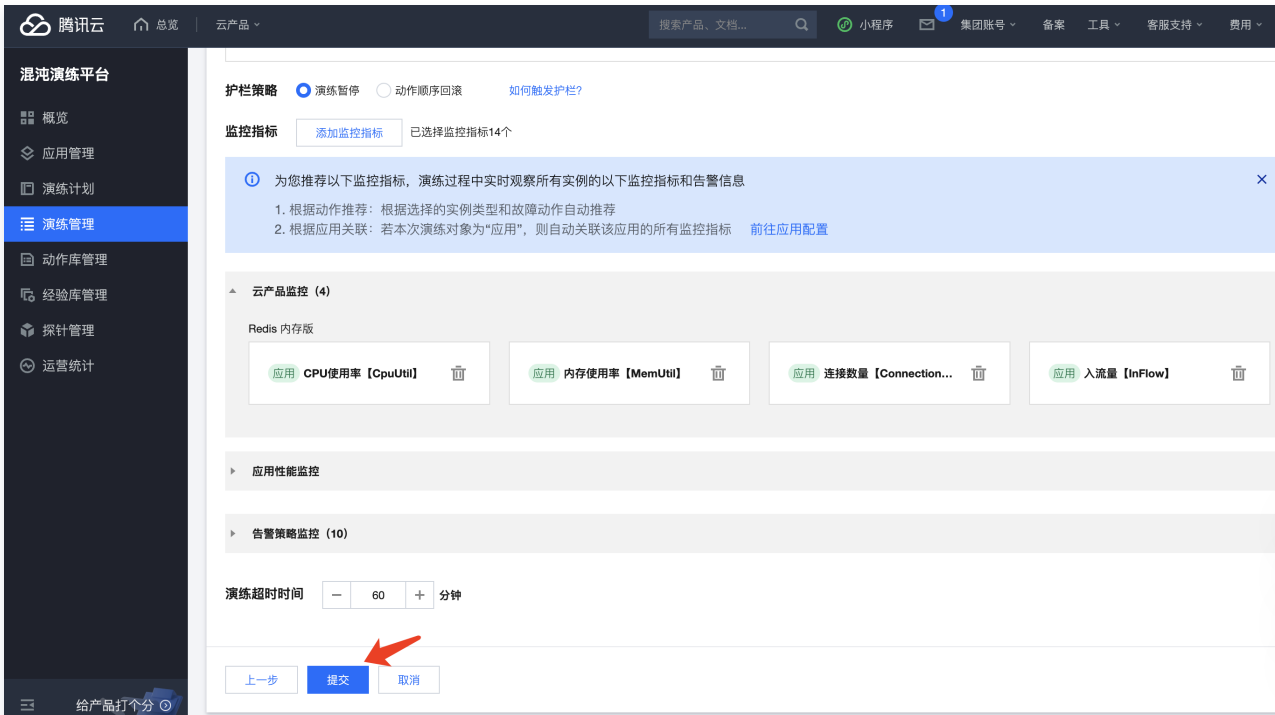 腾讯云 总览 云产品 搜索产品、文档... 小程序 1 集团账号 备案 工具 客服支持 费用
混沌演练平台
概览
应用管理
演练计划
演练管理
动作库管理
经验库管理
探针管理
运营统计
给产品打个分
护栏策略 演练暂停 动作顺序回滚 如何触发护栏?
监控指标 添加监控指标 已选择监控指标14个
为您推荐以下监控指标，演练过程中实时观察所有实例的以下监控指标和告警信息
1. 根据动作推荐：根据选择的实例类型和故障动作自动推荐
2. 根据应用关联：若本次演练对象为“应用”，则自动关联该应用的所有监控指标 前往应用配置
云产品监控（4）
Redis 内存版
应用 CPU使用率【CpuUtil】 应用 内存使用率【MemUtil】 应用 连接数量【Connection... 应用 入流量【InFlow】
应用性能监控
告警策略监控（10）
演练超时时间 － 60 ＋ 分钟
上一步 提交 取消